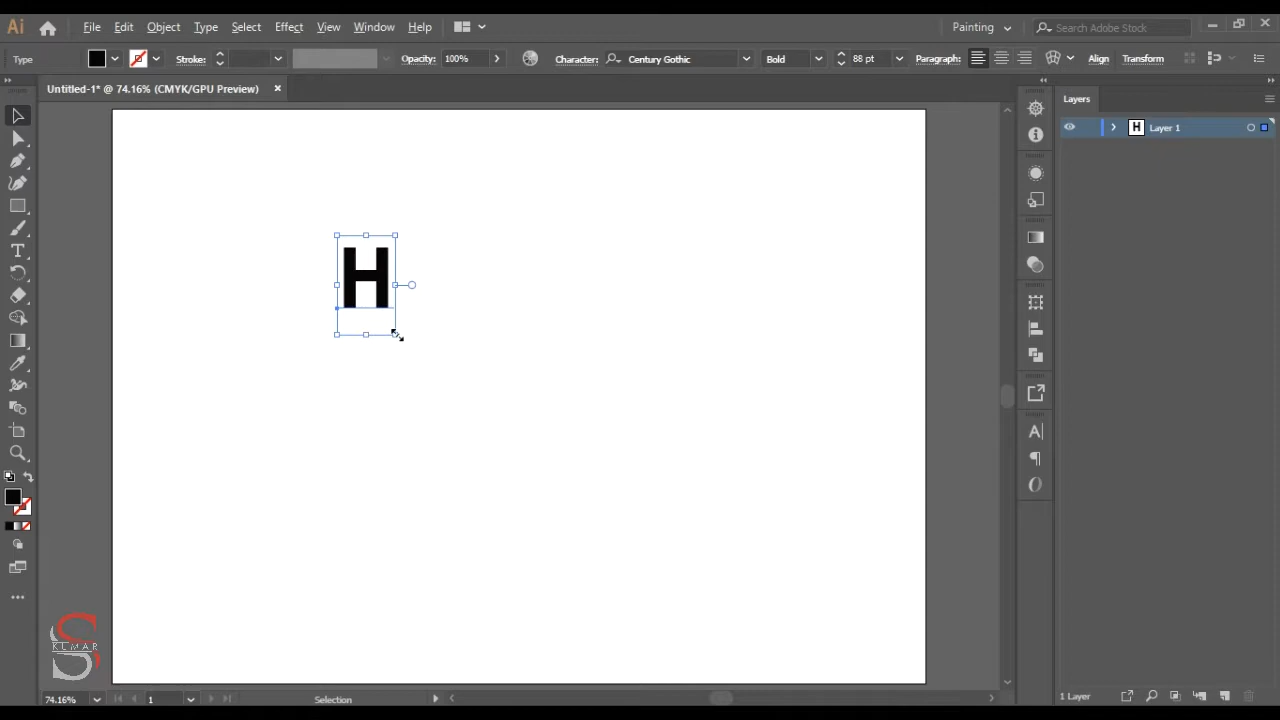 Ai File Edit Object Type Select Effect View Window Help Painting Search Adobe Stock
Type Stroke: Opacity: 100% Character: Century Gothic Bold 88 pt Paragraph: Align Transform
Untitled-1* @ 74.16% (CMYK/GPU Preview)
Layers
H Layer 1
H
KUMAR
74.16% 1 Selection
1 Layer